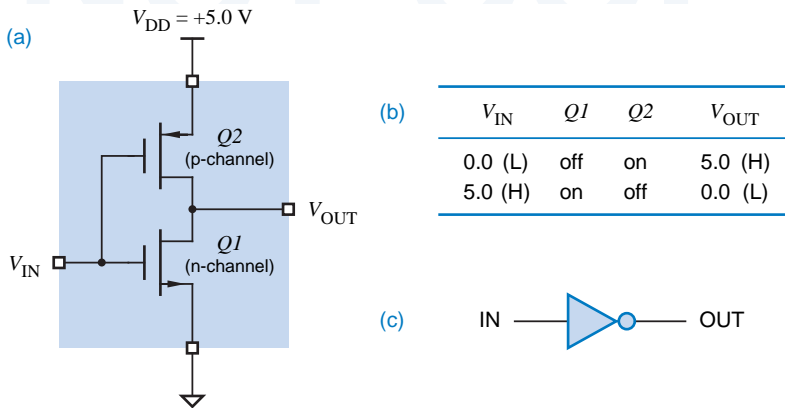 (a)
V_DD = +5.0 V
Q2
(p-channel)
V_OUT
V_IN
Q1
(n-channel)
(b)
V_IN Q1 Q2 V_OUT
0.0 (L) off on 5.0 (H)
5.0 (H) on off 0.0 (L)
(c)
IN OUT